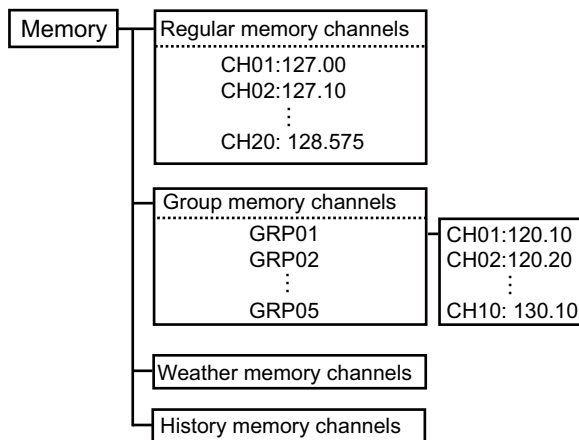 Memory
Regular memory channels
CH01:127.00
CH02:127.10
⋮
CH20: 128.575
Group memory channels
GRP01
GRP02
⋮
GRP05
CH01:120.10
CH02:120.20
⋮
CH10: 130.10
Weather memory channels
History memory channels